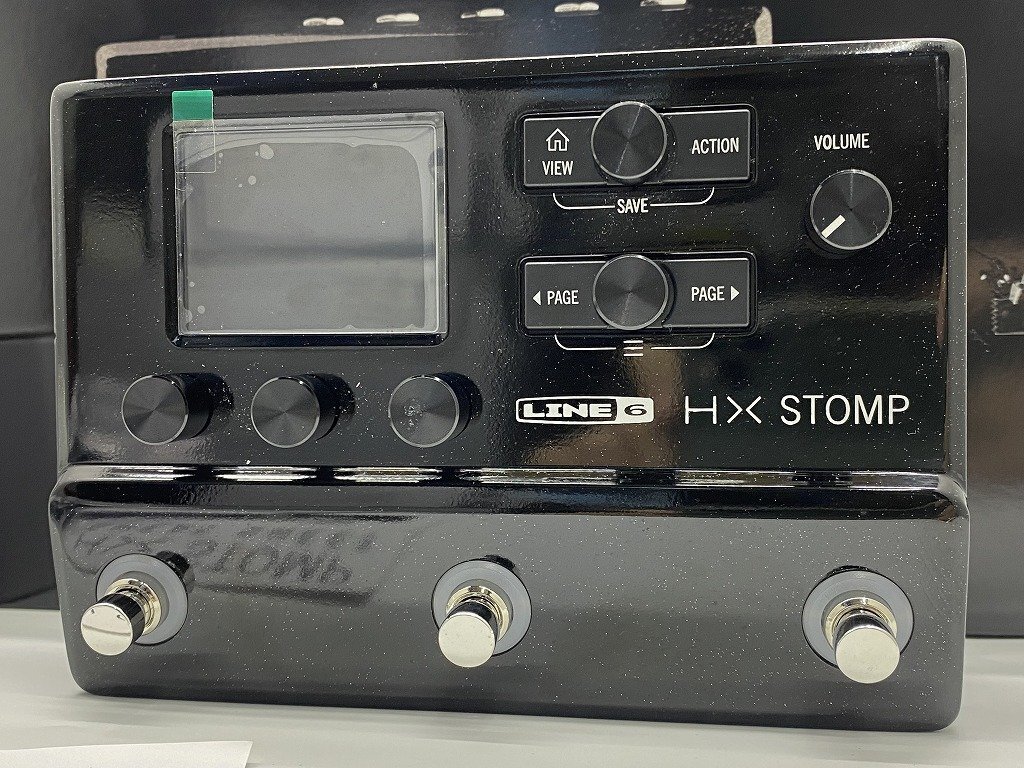 VIEW
ACTION
SAVE
VOLUME
PAGE
PAGE
LINE 6
HX STOMP